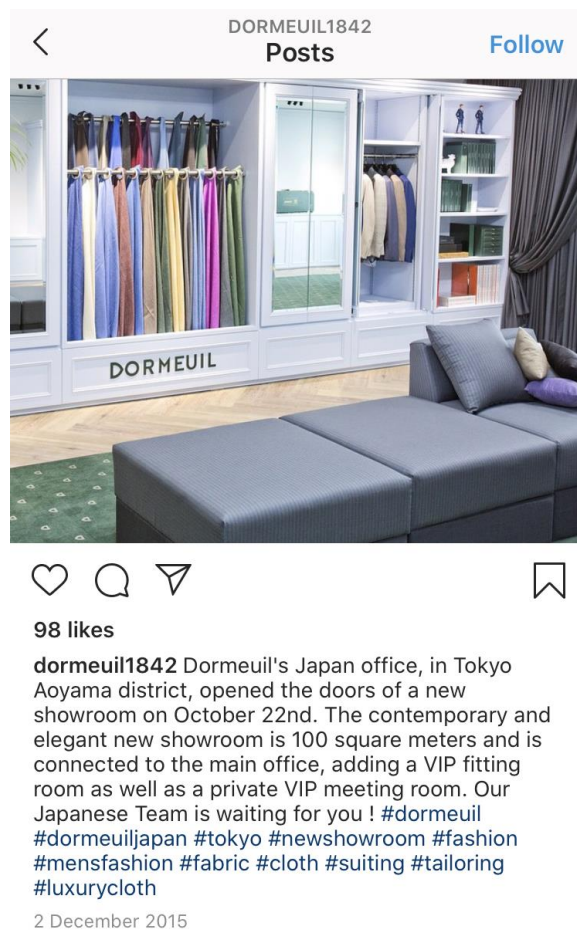 DORMEUIL1842
Posts
Follow
DORMEUIL
98 likes
dormeuil1842 Dormeuil's Japan office, in Tokyo
Aoyama district, opened the doors of a new
showroom on October 22nd. The contemporary and
elegant new showroom is 100 square meters and is
connected to the main office, adding a VIP fitting
room as well as a private VIP meeting room. Our
Japanese Team is waiting for you ! #dormeuil
#dormeuiljapan #tokyo #newshowroom #fashion
#mensfashion #fabric #cloth #suiting #tailoring
#luxurycloth
2 December 2015